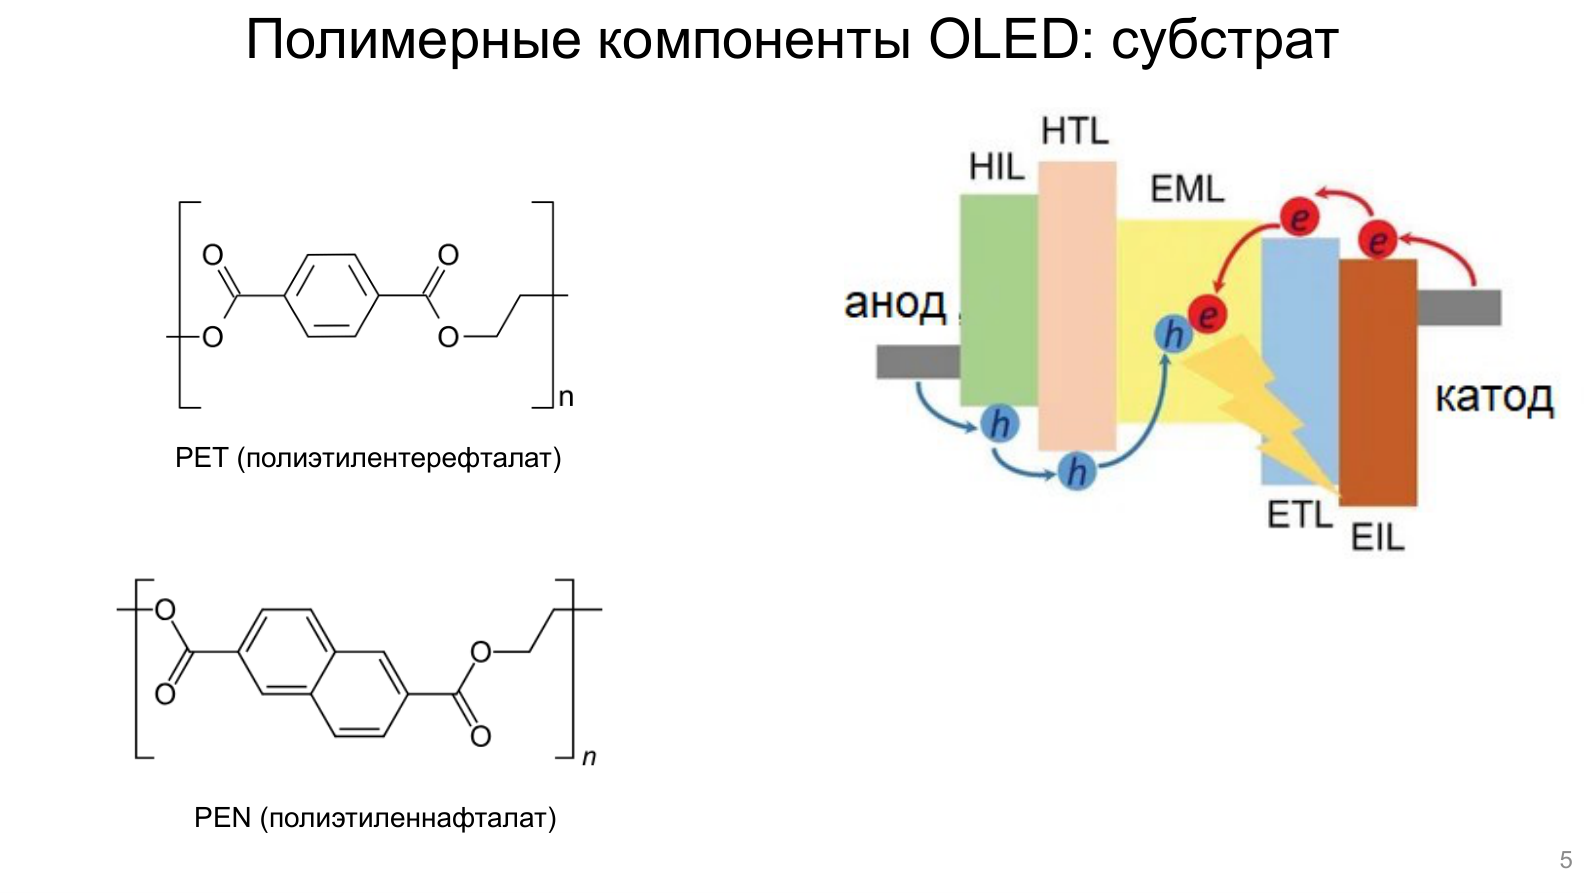 Полимерные компоненты OLED: субстрат
O
O
O
O
n
PET (полиэтилентерефталат)
O
O
O
O
n
PEN (полиэтиленнафталат)
HTL
HIL
EML
e
e
анод
e
h
катод
h
h
ETL
EIL
5